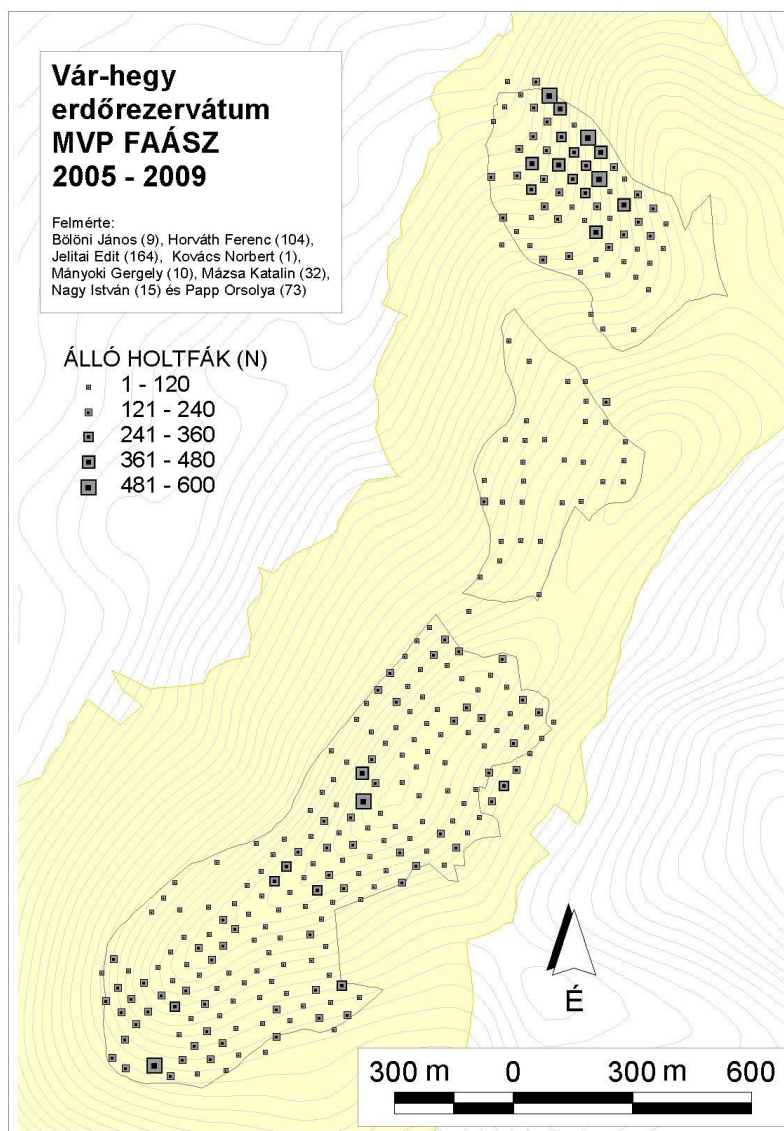 Vár-hegy
erdőrezervátum
MVP FAÁSZ
2005 - 2009
Felmérte:
Bölöni János (9), Horváth Ferenc (104),
Jelitai Edit (164), Kovács Norbert (1),
Mányoki Gergely (10), Mázsa Katalin (32),
Nagy István (15) és Papp Orsolya (73)
ÁLLÓ HOLTFÁK (N)
1 - 120
121 - 240
241 - 360
361 - 480
481 - 600
É
300 m 0 300 m 600